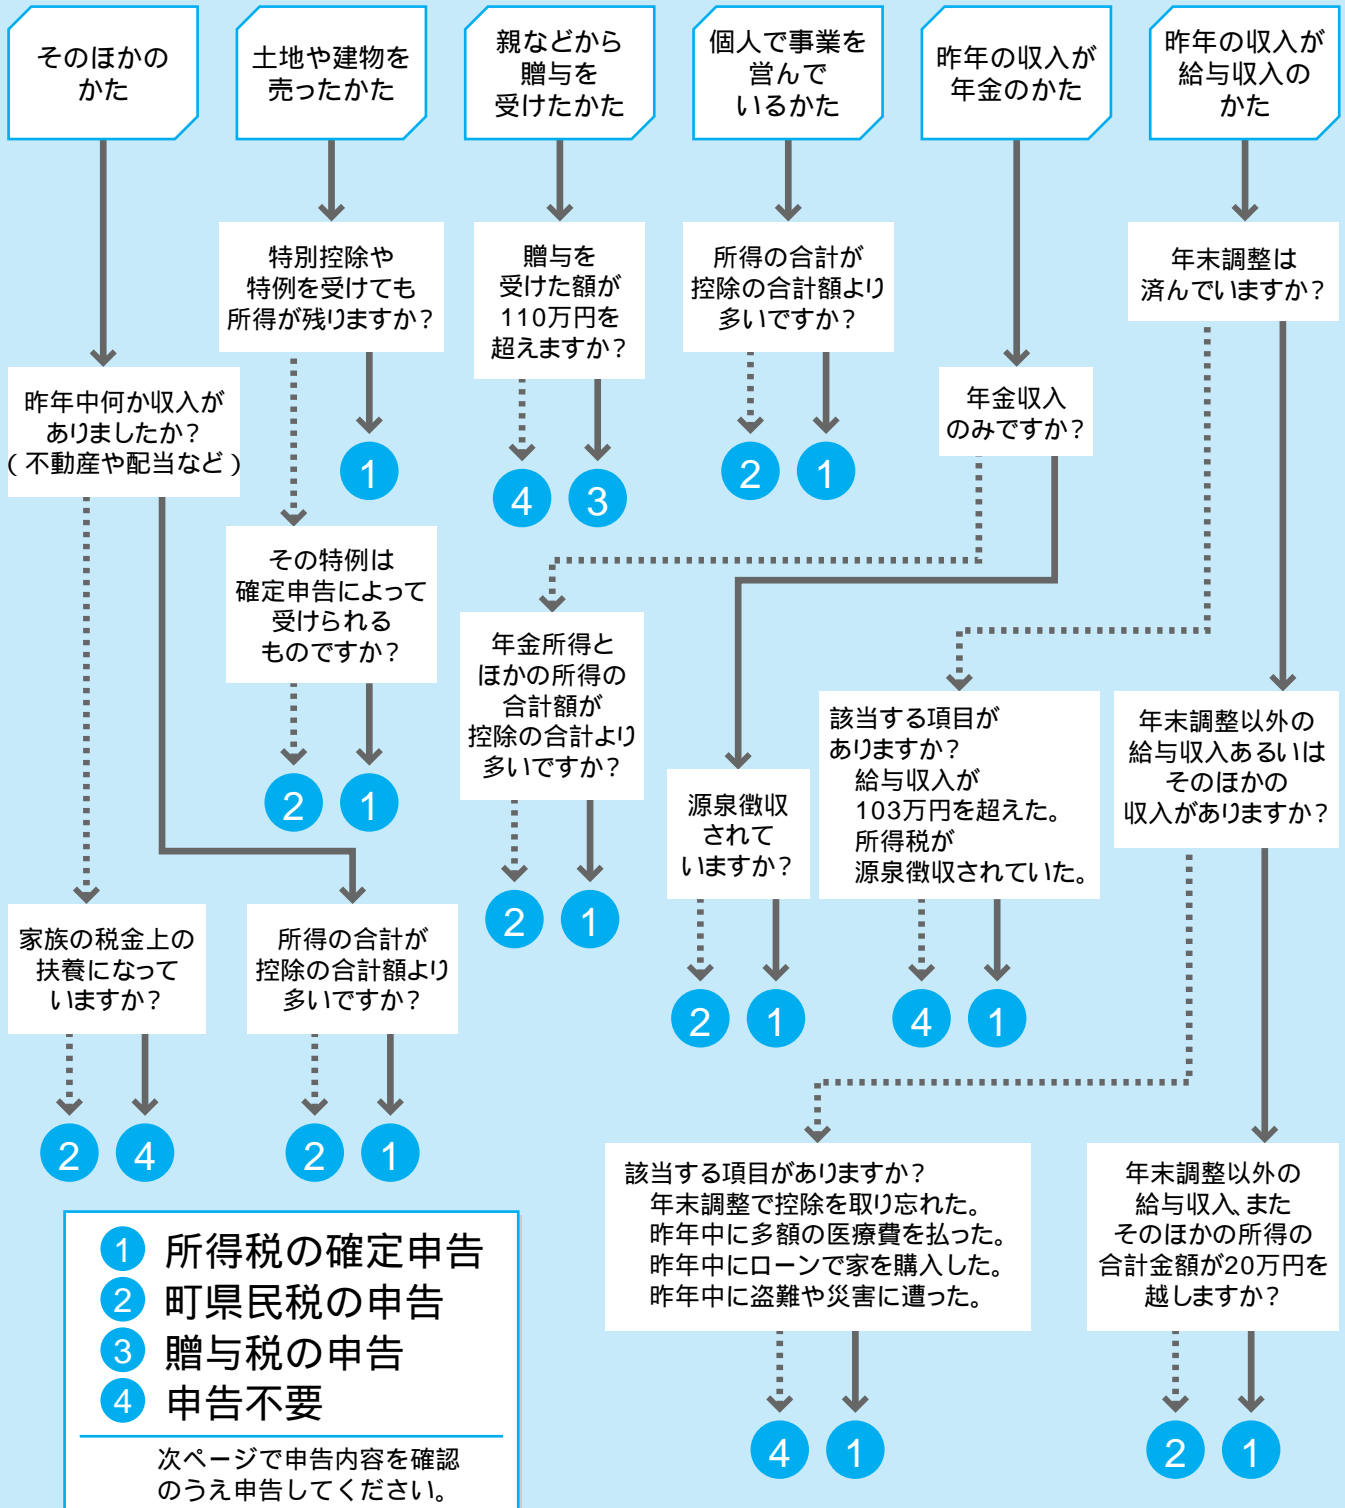 そのほかの
かた
土地や建物を
売ったかた
親などから
贈与を
受けたかた
個人で事業を
営んで
いるかた
昨年の収入が
年金のかた
昨年の収入が
給与収入の
かた
特別控除や
特例を受けても
所得が残りますか?
贈与を
受けた額が
110万円を
超えますか?
所得の合計が
控除の合計額より
多いですか?
年末調整は
済んでいますか?
昨年中何か収入が
ありましたか?
(不動産や配当など)
年金収入
のみですか?
1
4
3
2
1
その特例は
確定申告によって
受けられる
ものですか?
年金所得と
ほかの所得の
合計額が
控除の合計より
多いですか?
該当する項目が
ありますか?
給与収入が
103万円を超えた。
所得税が
源泉徴収されていた。
年末調整以外の
給与収入あるいは
そのほかの
収入がありますか?
2
1
源泉徴収
されて
いますか?
2
1
家族の税金上の
扶養になって
いますか?
所得の合計が
控除の合計額より
多いですか?
2
1
4
1
2
4
2
1
該当する項目がありますか?
年末調整で控除を取り忘れた。
昨年中に多額の医療費を払った。
昨年中にローンで家を購入した。
昨年中に盗難や災害に遭った。
年末調整以外の
給与収入、また
そのほかの所得の
合計金額が20万円を
越しますか?
4
1
2
1
1 所得税の確定申告
2 町県民税の申告
3 贈与税の申告
4 申告不要
次ページで申告内容を確認
のうえ申告してください。